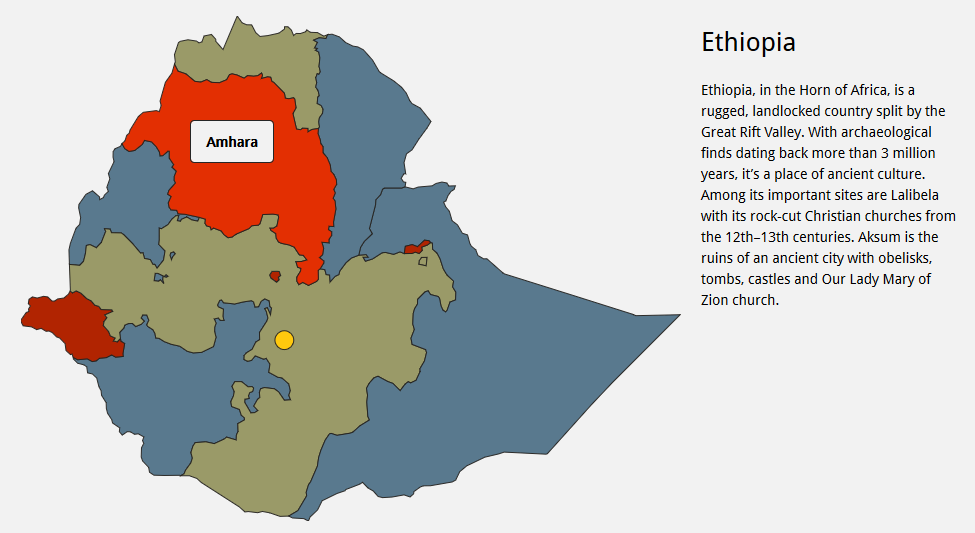 Ethiopia
Amhara
Ethiopia, in the Horn of Africa, is a
rugged, landlocked country split by the
Great Rift Valley. With archaeological
finds dating back more than 3 million
years, it’s a place of ancient culture.
Among its important sites are Lalibela
with its rock-cut Christian churches from
the 12th–13th centuries. Aksum is the
ruins of an ancient city with obelisks,
tombs, castles and Our Lady Mary of
Zion church.